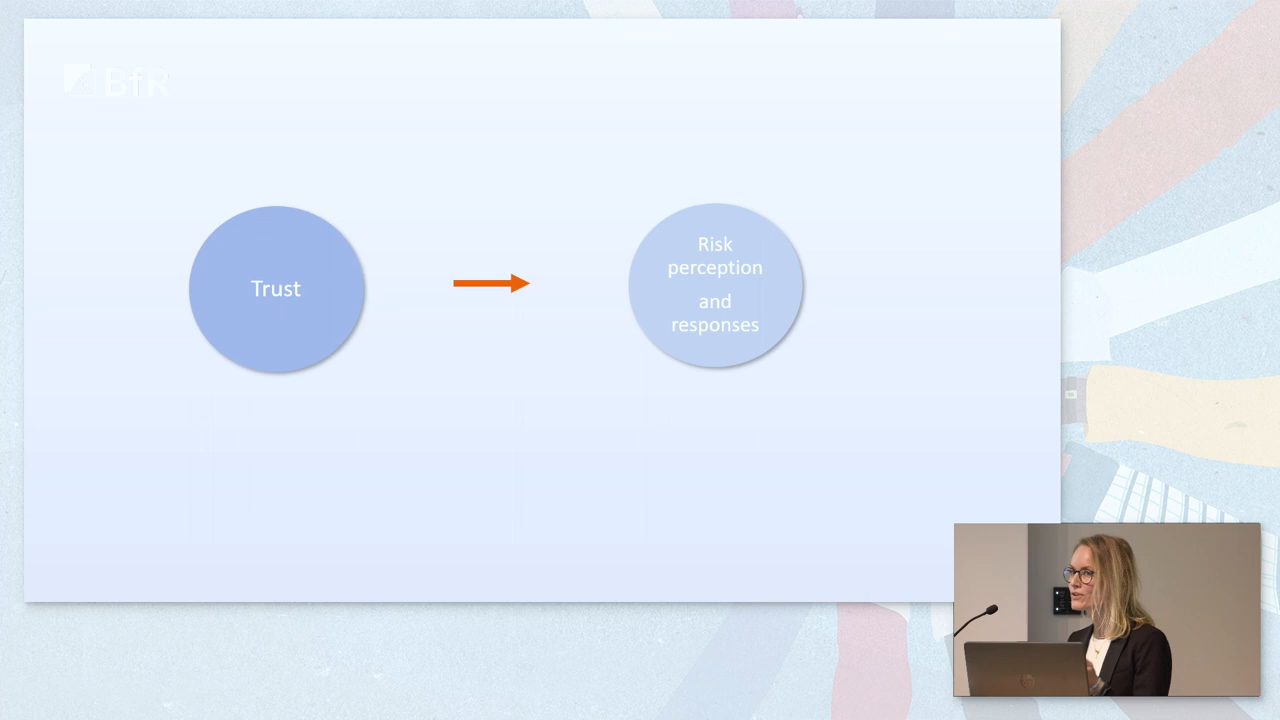 BfR
Trust
Risk
perception
and
responses